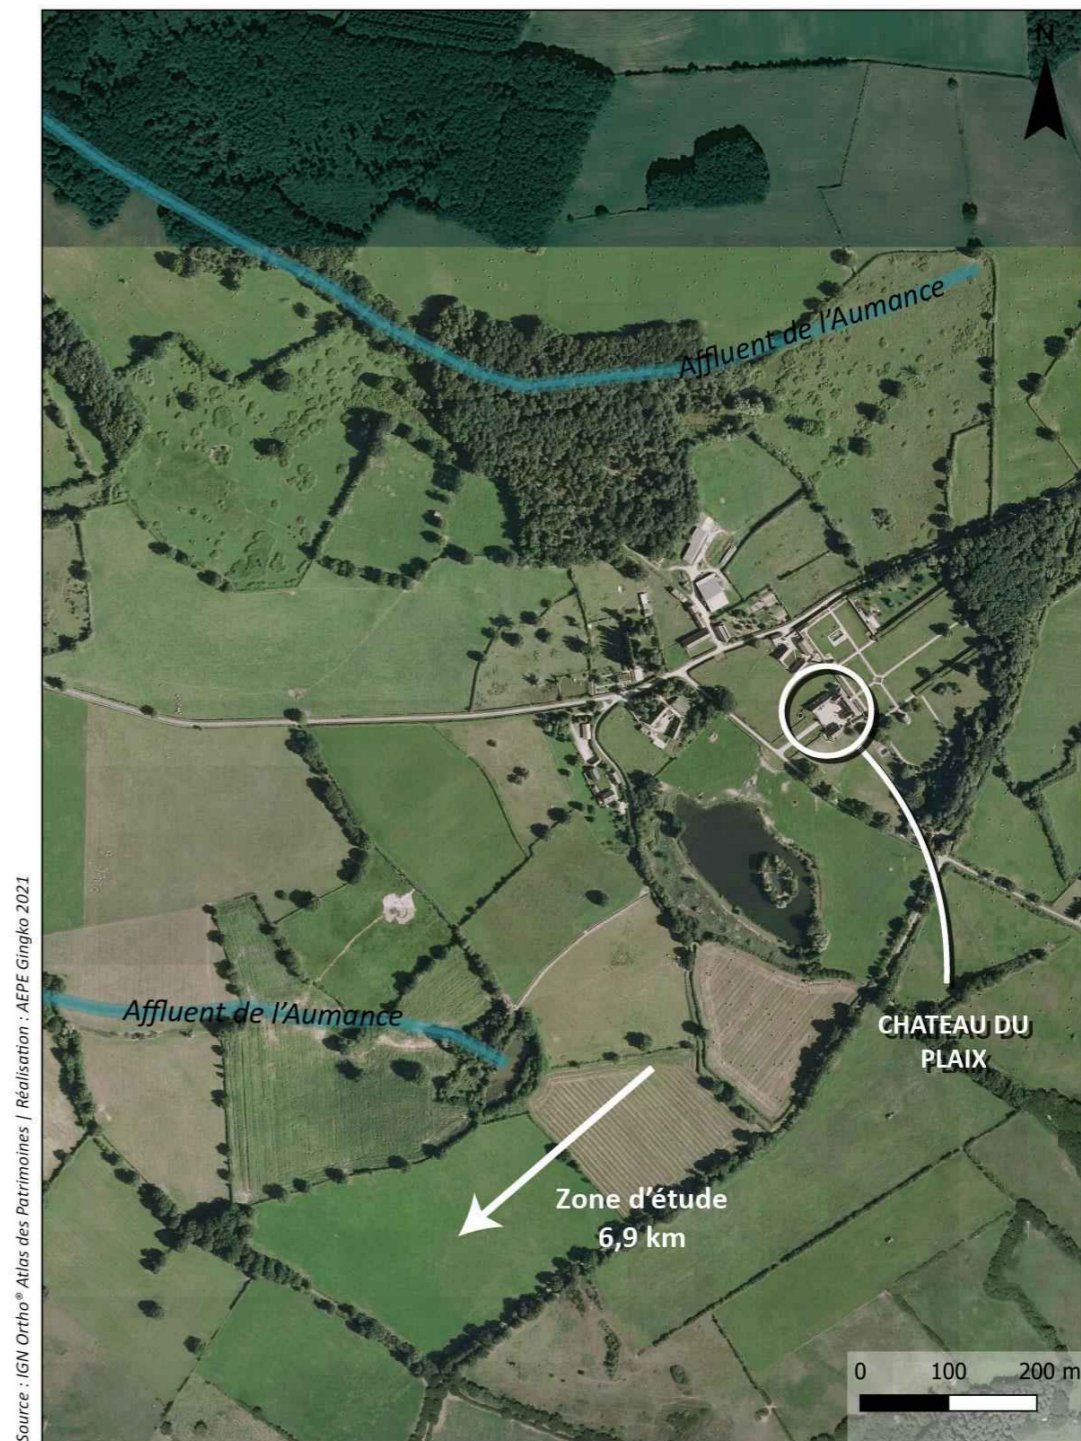 N
Affluent de l'Aumance
Affluent de l'Aumance
CHATEAU DU
PLAIX
Zone d'étude
6,9 km
0 100 200 m
Source : IGN Ortho® Atlas des Patrimoines | Réalisation : AEPE Gingko 2021